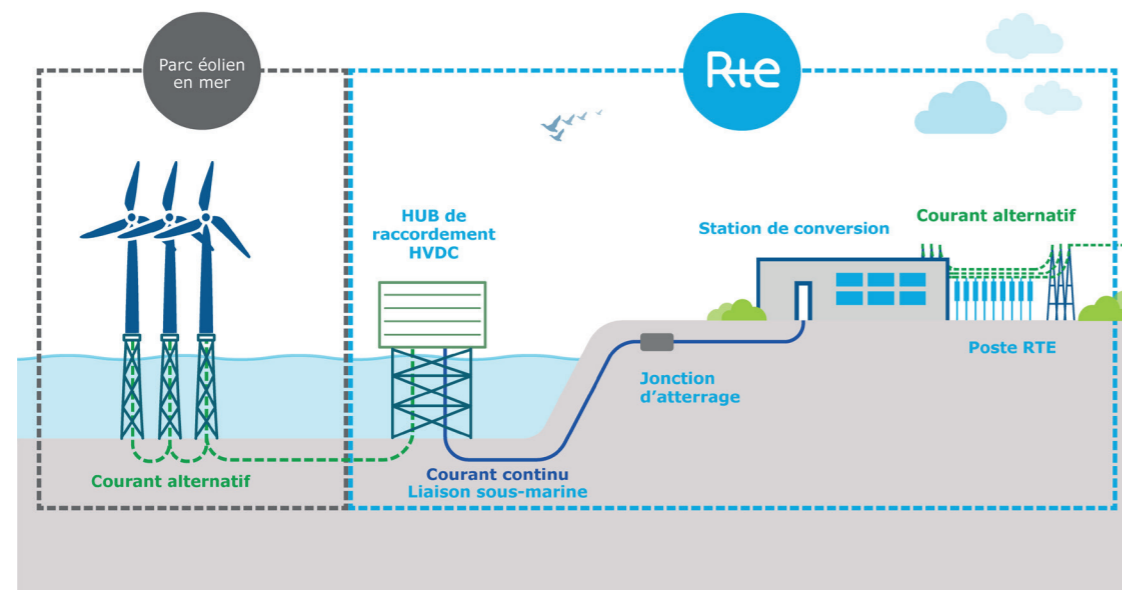 Parc éolien
en mer
Rte
HUB de
raccordement
HVDC
Station de conversion
Courant alternatif
Jonction
d'atterrage
Poste RTE
Courant alternatif
Courant continu
Liaison sous-marine